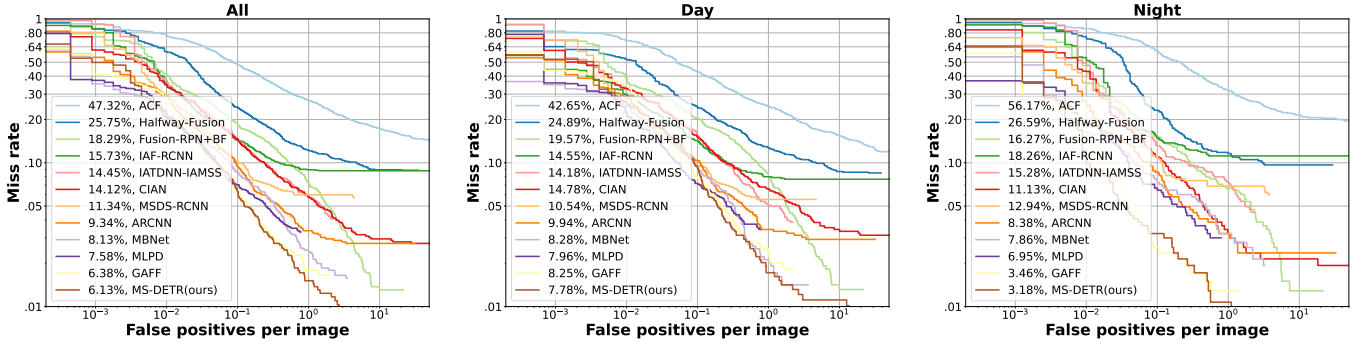 All
Miss rate
1
.80
.64
.50
.40
.30
.20
.10
.05
.01
47.32%, ACF
25.75%, Halfway-Fusion
18.29%, Fusion-RPN+BF
15.73%, IAF-RCNN
14.45%, IATDNN-IAMSS
14.12%, CIAN
11.34%, MSDS-RCNN
9.34%, ARCNN
8.13%, MBNet
7.58%, MLPD
6.38%, GAFF
6.13%, MS-DETR(ours)
10⁻³ 10⁻² 10⁻¹ 10⁰ 10¹
False positives per image
Day
Miss rate
1
.80
.64
.50
.40
.30
.20
.10
.05
.01
42.65%, ACF
24.89%, Halfway-Fusion
19.57%, Fusion-RPN+BF
14.55%, IAF-RCNN
14.18%, IATDNN-IAMSS
14.78%, CIAN
10.54%, MSDS-RCNN
9.94%, ARCNN
8.28%, MBNet
7.96%, MLPD
8.25%, GAFF
7.78%, MS-DETR(ours)
10⁻³ 10⁻² 10⁻¹ 10⁰ 10¹
False positives per image
Night
Miss rate
1
.80
.64
.50
.40
.30
.20
.10
.05
.01
56.17%, ACF
26.59%, Halfway-Fusion
16.27%, Fusion-RPN+BF
18.26%, IAF-RCNN
15.28%, IATDNN-IAMSS
11.13%, CIAN
12.94%, MSDS-RCNN
8.38%, ARCNN
7.86%, MBNet
6.95%, MLPD
3.46%, GAFF
3.18%, MS-DETR(ours)
10⁻³ 10⁻² 10⁻¹ 10⁰ 10¹
False positives per image